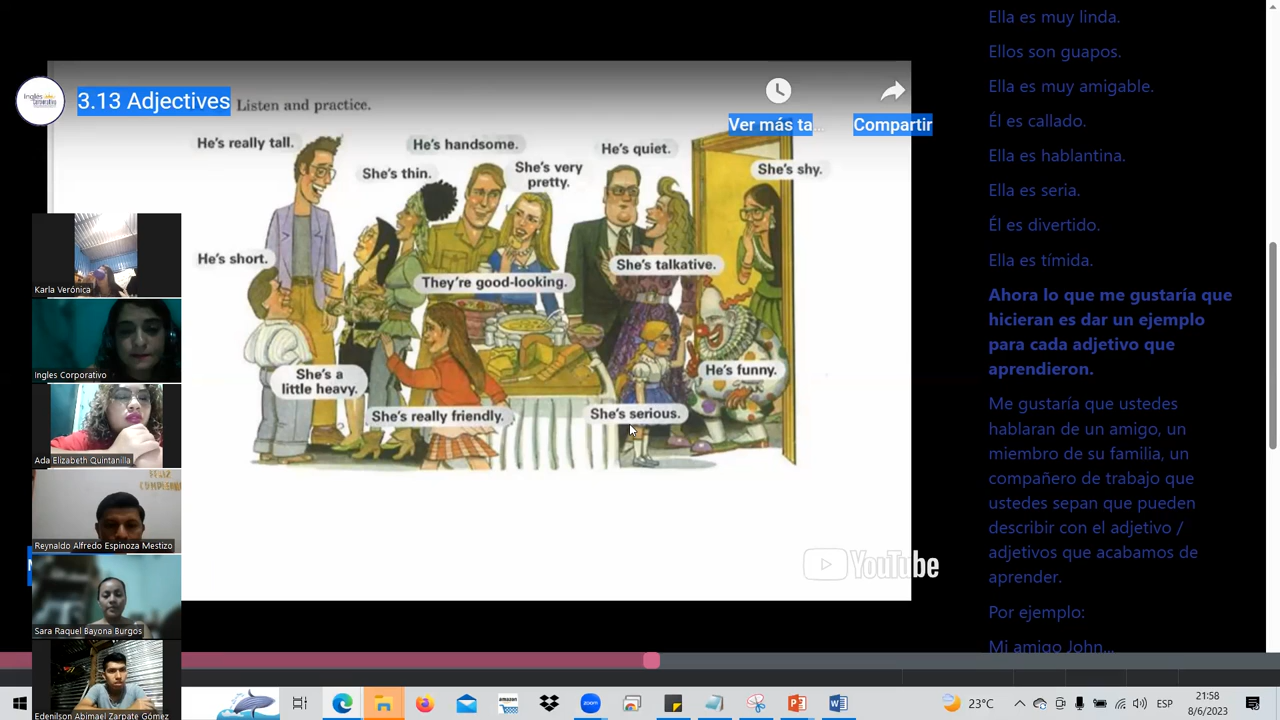 3.13 Adjectives
Listen and practice.
Ver más ta...
Compartir
He's really tall.
He's handsome.
He's quiet.
She's thin.
She's very
pretty.
She's shy.
He's short.
She's talkative.
They're good-looking.
She's a
little heavy.
He's funny.
She's really friendly.
She's serious.
YouTube
Karla Verónica
Ingles Corporativo
Ada Elizabeth Quintanilla
Reynaldo Alfredo Espinoza Mestizo
Sara Raquel Bayona Burgos
Edenilson Abimael Zarpate Gómez
Ella es muy linda.
Ellos son guapos.
Ella es muy amigable.
Él es callado.
Ella es hablantina.
Ella es seria.
Él es divertido.
Ella es tímida.
Ahora lo que me gustaría que
hicieran es dar un ejemplo
para cada adjetivo que
aprendieron.
Me gustaría que ustedes
hablaran de un amigo, un
miembro de su familia, un
compañero de trabajo que
ustedes sepan que pueden
describir con el adjetivo /
adjetivos que acabamos de
aprender.
Por ejemplo:
Mi amigo John...
amazon
zoom
23°C
ESP
21:58
8/6/2023